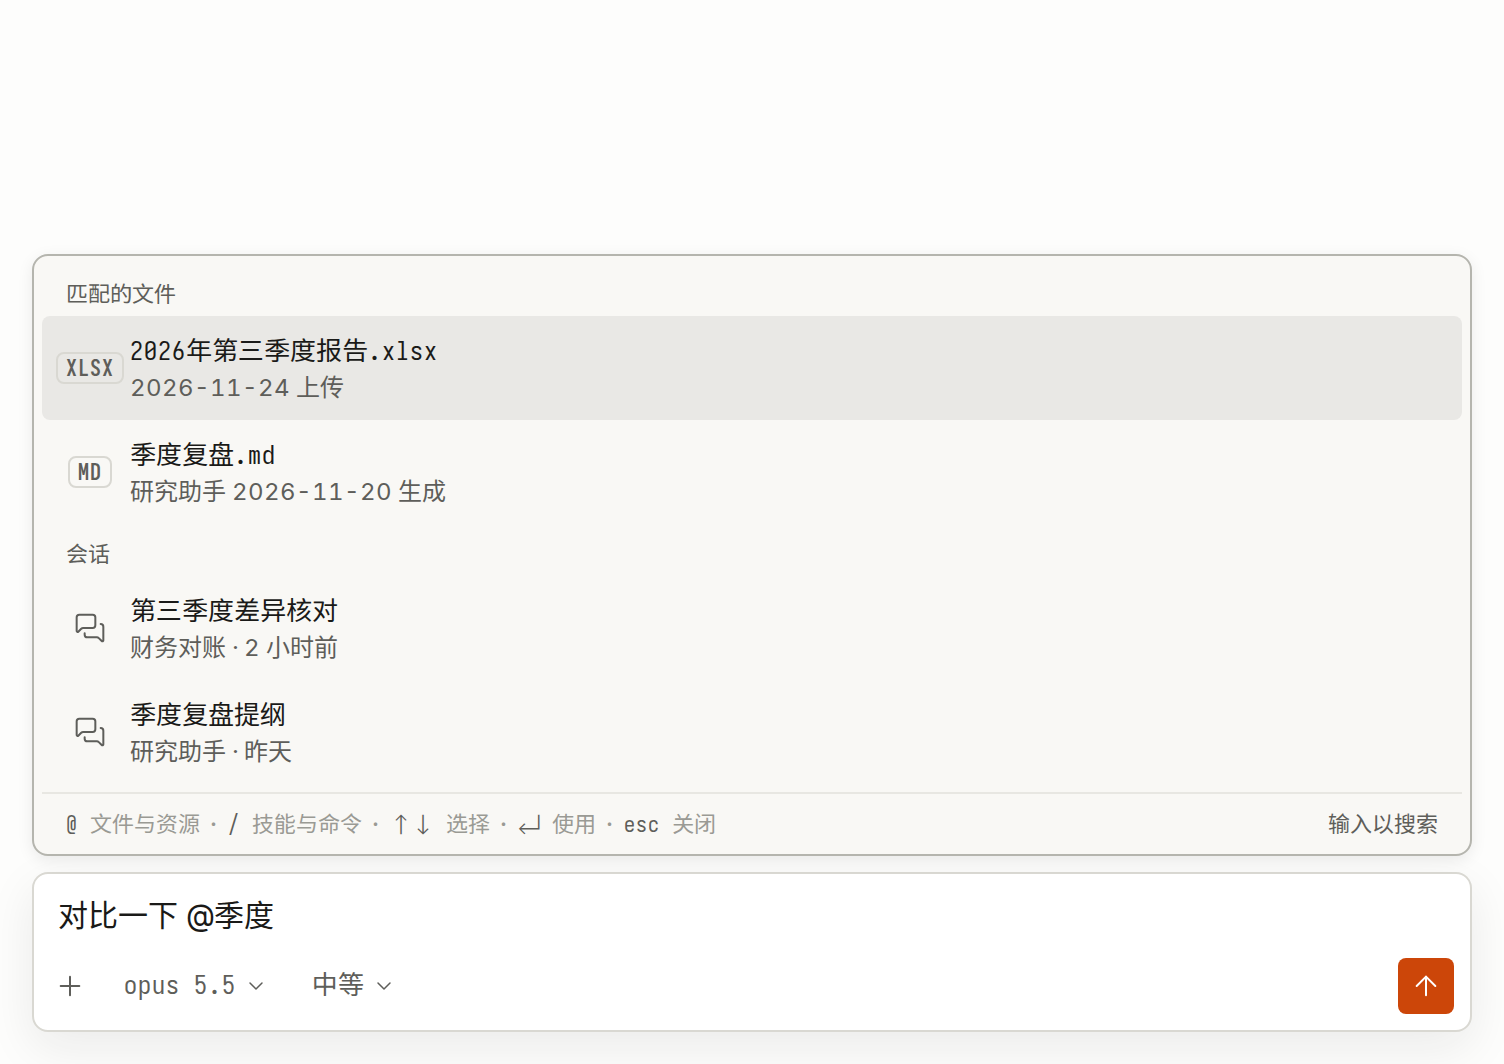 匹配的文件
XLSX
2026年第三季度报告.xlsx
2026-11-24 上传
MD
季度复盘.md
研究助手 2026-11-20 生成
会话
第三季度差异核对
财务对账 · 2 小时前
季度复盘提纲
研究助手 · 昨天
@ 文件与资源 · / 技能与命令 · ↑↓ 选择 · ↵ 使用 · esc 关闭
输入以搜索
对比一下 @季度
opus 5.5
中等